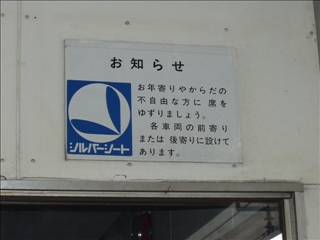 お知らせ
お年寄りやからだの
不自由な方に 席を
ゆずりましょう。
各車両の前寄り
または 後寄りに設けて
あります。
シルバーシート